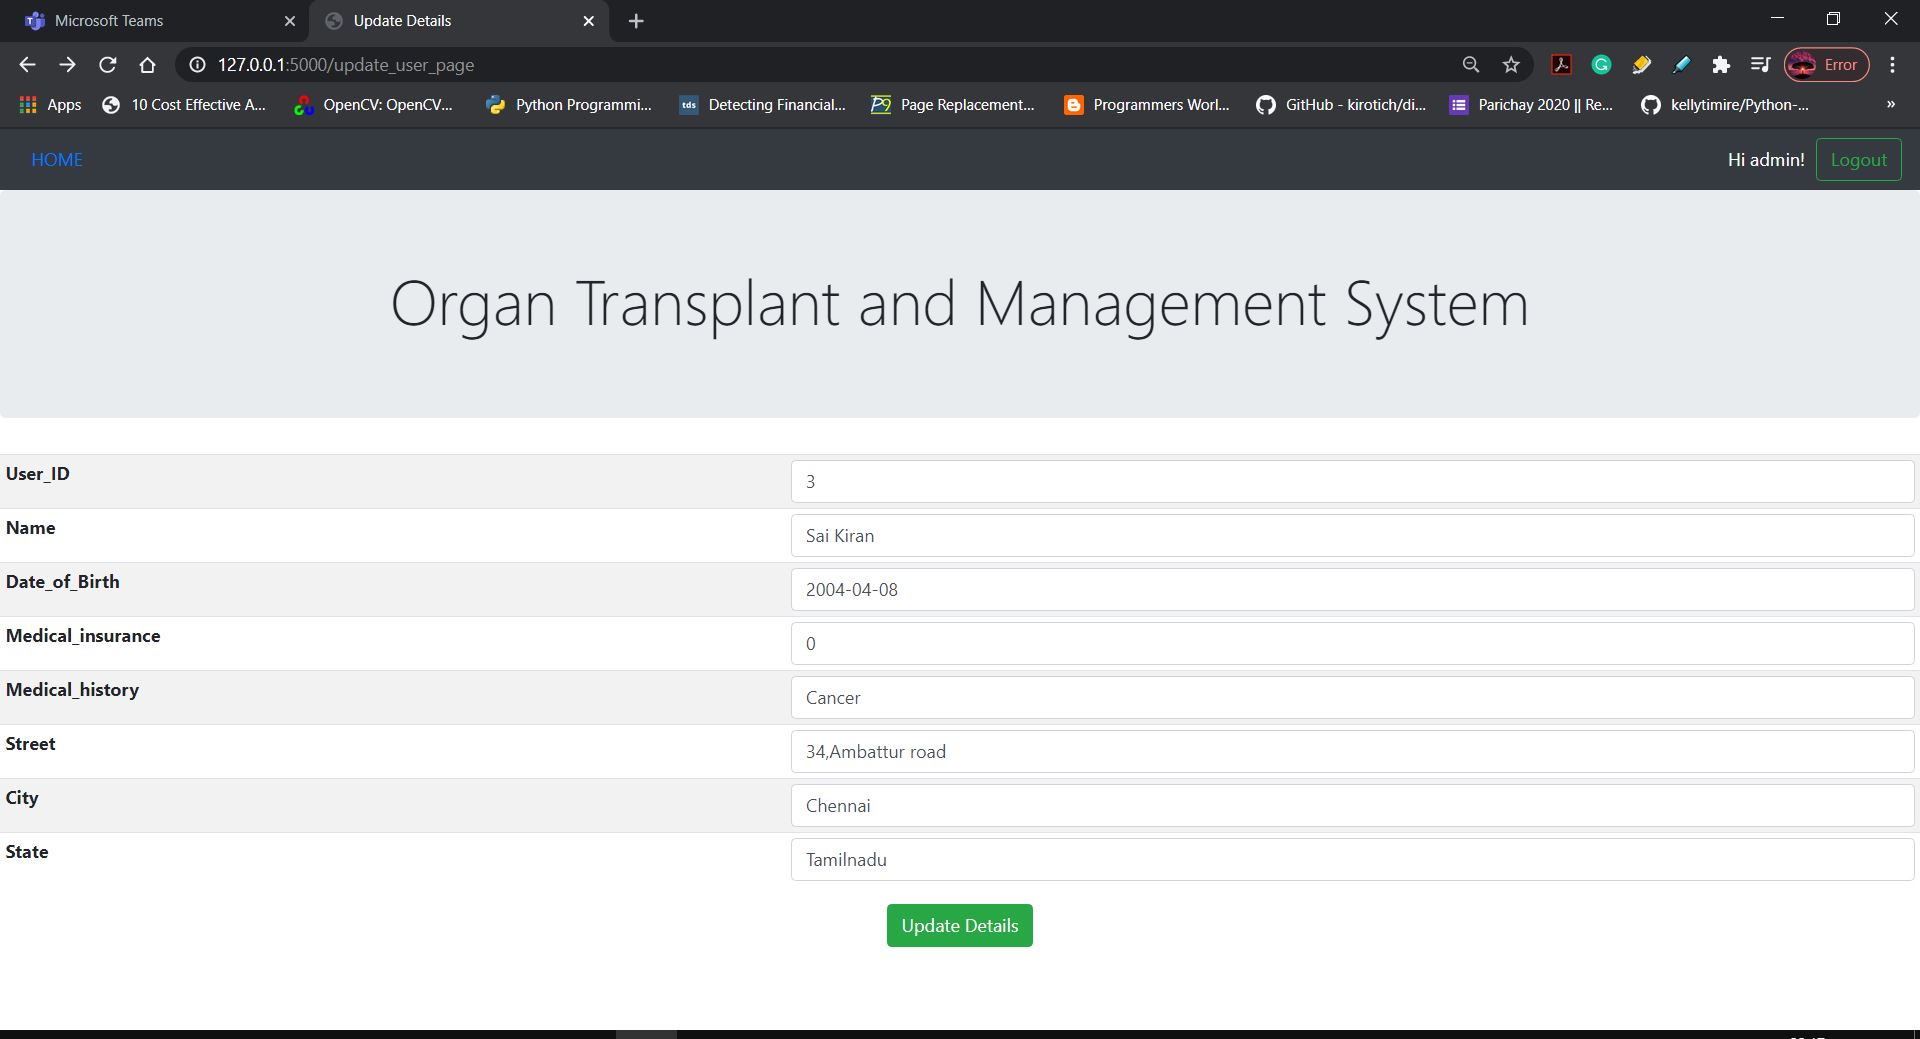 Microsoft Teams
Update Details
127.0.0.1:5000/update_user_page
Error
Apps
10 Cost Effective A...
OpenCV: OpenCV...
Python Programmi...
tds
Detecting Financial...
Page Replacement...
Programmers Worl...
GitHub - kirotich/di...
Parichay 2020 || Re...
kellytimire/Python-...
»
HOME
Hi admin!
Logout
Organ Transplant and Management System
User_ID
3
Name
Sai Kiran
Date_of_Birth
2004-04-08
Medical_insurance
0
Medical_history
Cancer
Street
34,Ambattur road
City
Chennai
State
Tamilnadu
Update Details